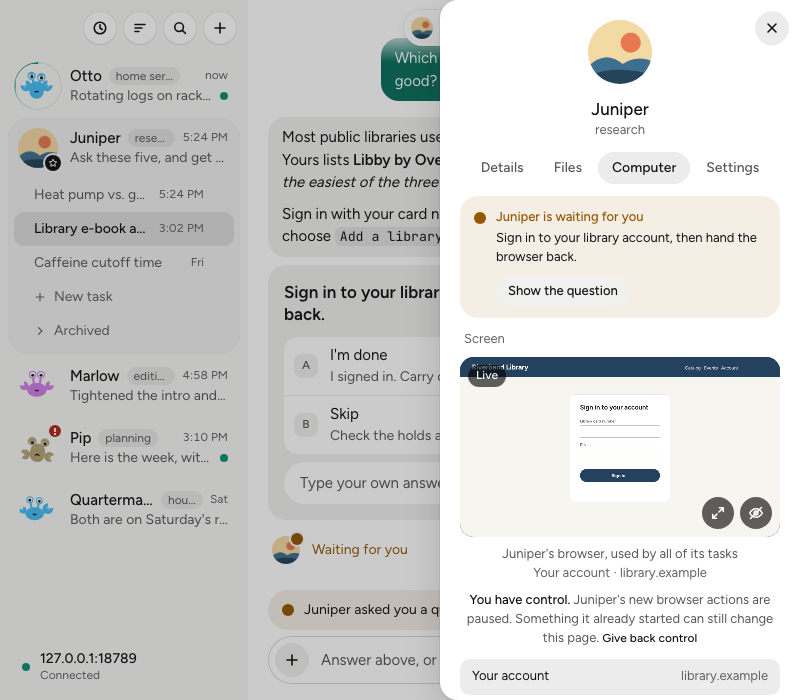 Otto
home ser...
now
Rotating logs on rack...
Juniper
rese...
5:24 PM
Ask these five, and get ...
Heat pump vs. g...
5:24 PM
Library e-book a...
3:02 PM
Caffeine cutoff time
Fri
New task
Archived
Marlow
editi...
4:58 PM
Tightened the intro and...
Pip
planning
3:10 PM
Here is the week, wit...
Quarterma...
hou...
Sat
Both are on Saturday's r...
127.0.0.1:18789
Connected
Which
good?
Most public libraries use
Yours lists Libby by Ove
the easiest of the three
Sign in with your card n
choose Add a library
Sign in to your librar
back.
A
I'm done
I signed in. Carry o
B
Skip
Check the holds a
Type your own answe
Waiting for you
Juniper asked you a q
Answer above, or
Juniper
research
Details
Files
Computer
Settings
Juniper is waiting for you
Sign in to your library account, then hand the
browser back.
Show the question
Screen
Riverbend Library
Catalog Events Account
Live
Sign in to your account
Library card number
Sign in
Juniper's browser, used by all of its tasks
Your account · library.example
You have control. Juniper's new browser actions are
paused. Something it already started can still change
this page. Give back control
Your account
library.example